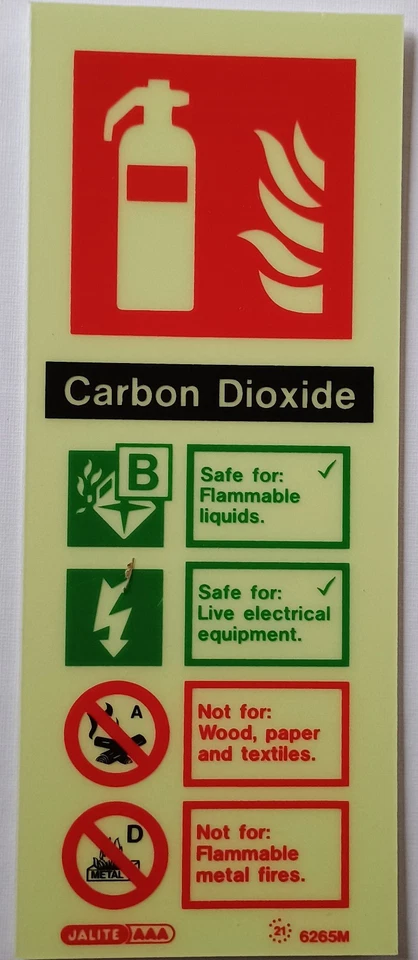 Carbon Dioxide
B
Safe for: ✓
Flammable
liquids.
Safe for: ✓
Live electrical
equipment.
A
Not for:
Wood, paper
and textiles.
D
METAL
Not for:
Flammable
metal fires.
JALITE AAA
21 6265M